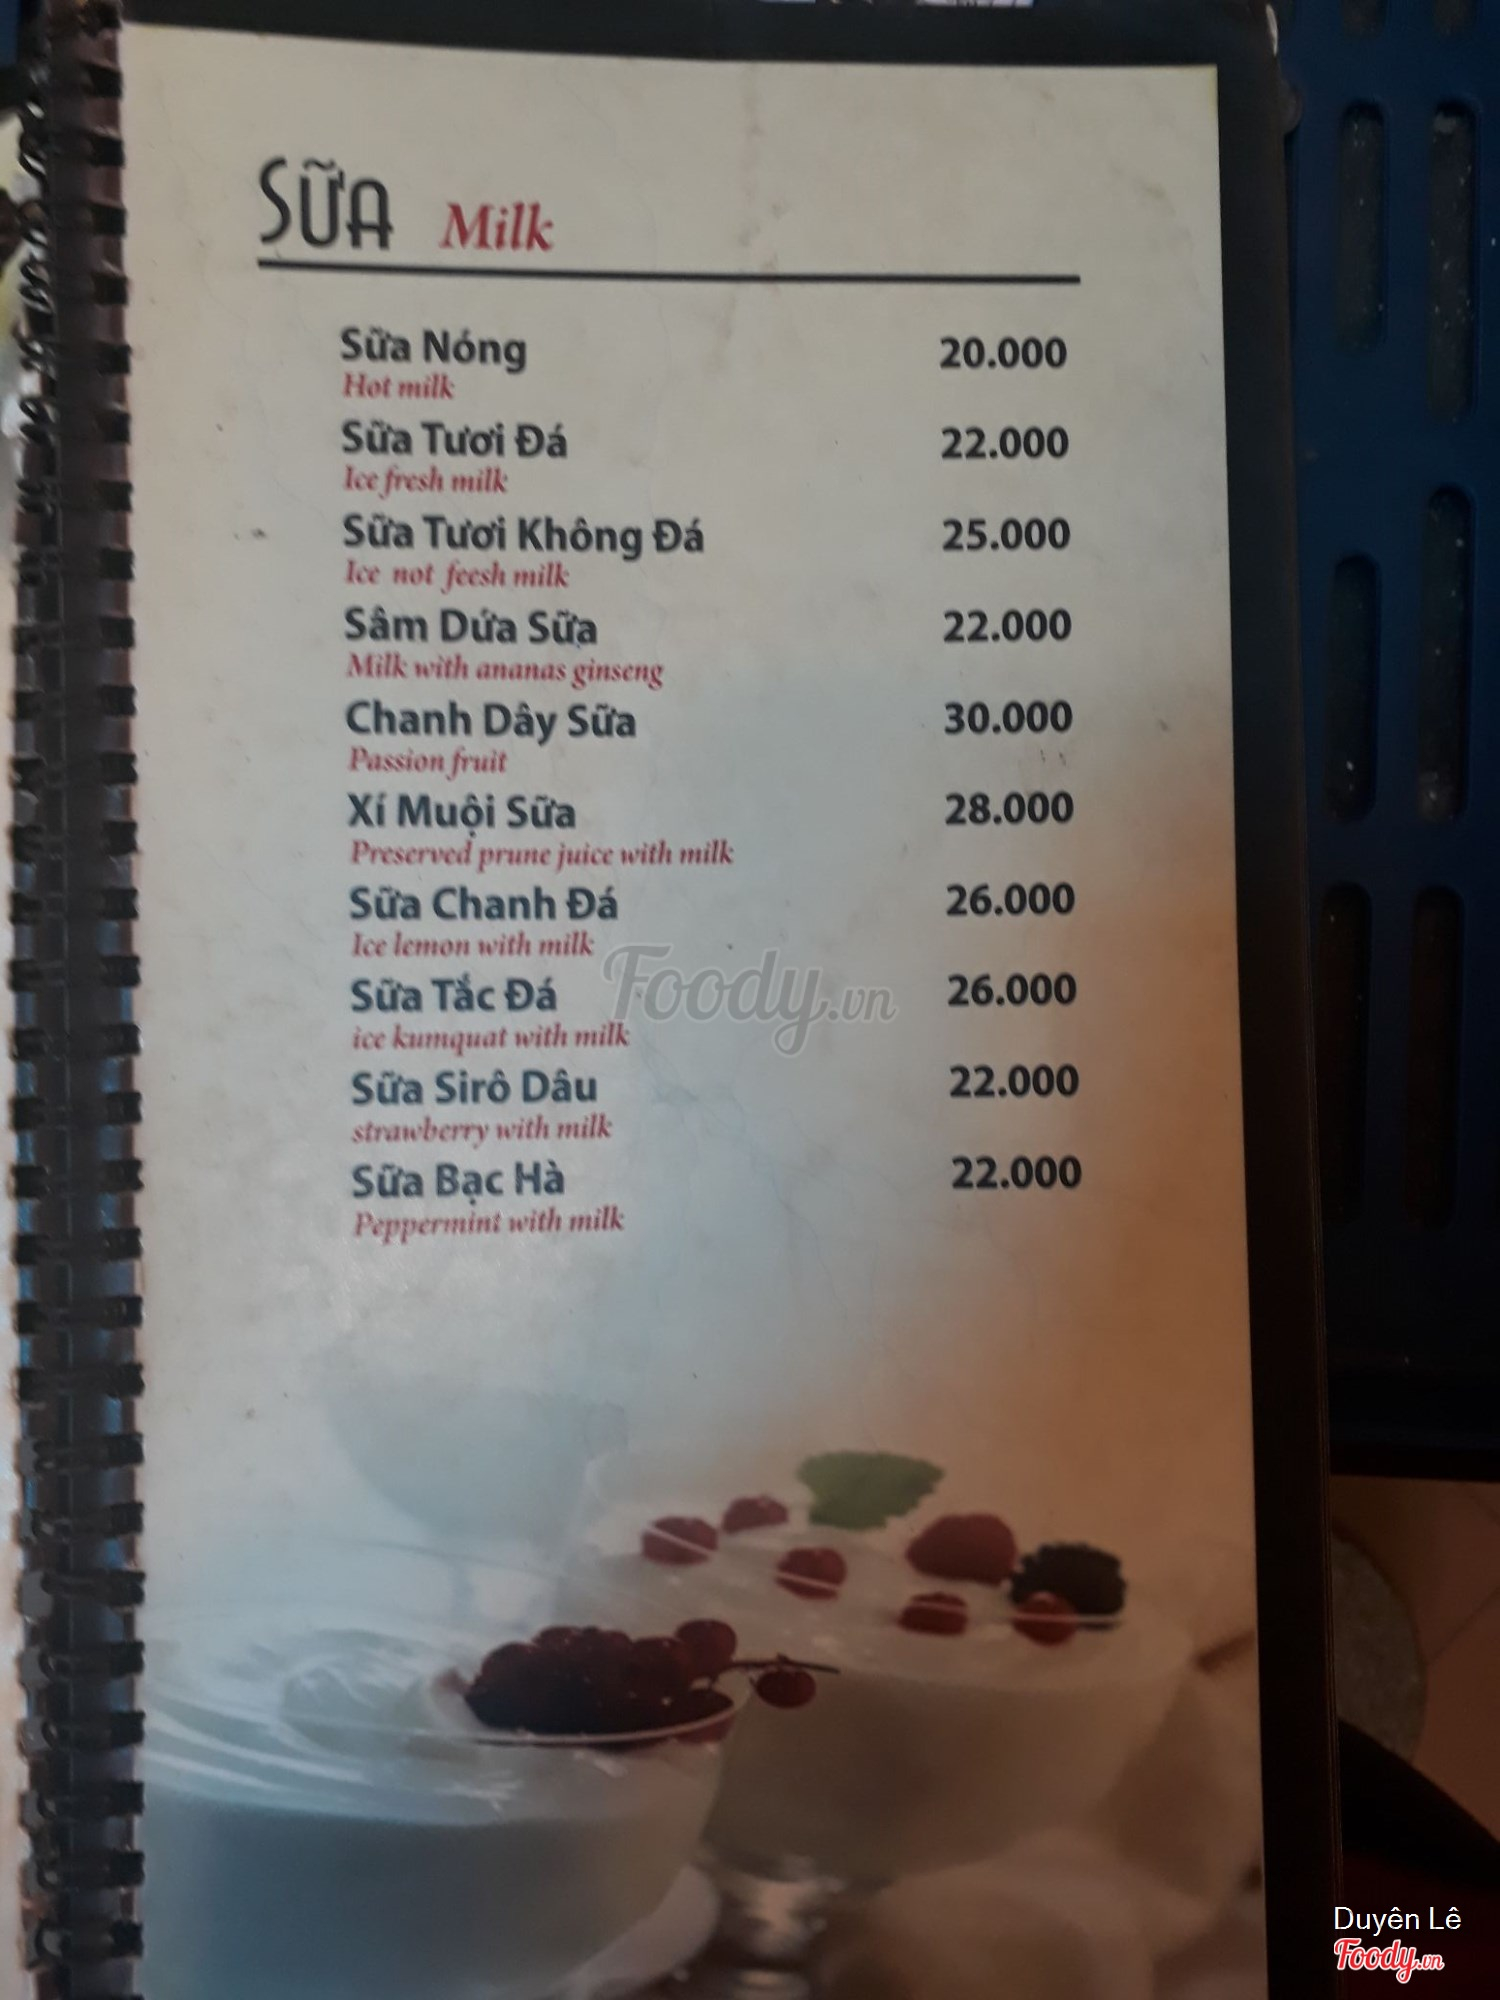 SỮA Milk
Sữa Nóng 20.000
Hot milk
Sữa Tươi Đá 22.000
Ice fresh milk
Sữa Tươi Không Đá 25.000
Ice not feesh milk
Sâm Dứa Sữa 22.000
Milk with ananas ginseng
Chanh Dây Sữa 30.000
Passion fruit
Xí Muội Sữa 28.000
Preserved prune juice with milk
Sữa Chanh Đá 26.000
Ice lemon with milk
Sữa Tắc Đá 26.000
ice kumquat with milk
Sữa Sirô Dâu 22.000
strawberry with milk
Sữa Bạc Hà 22.000
Peppermint with milk
Foody.vn
Duyên Lê
Foody.vn